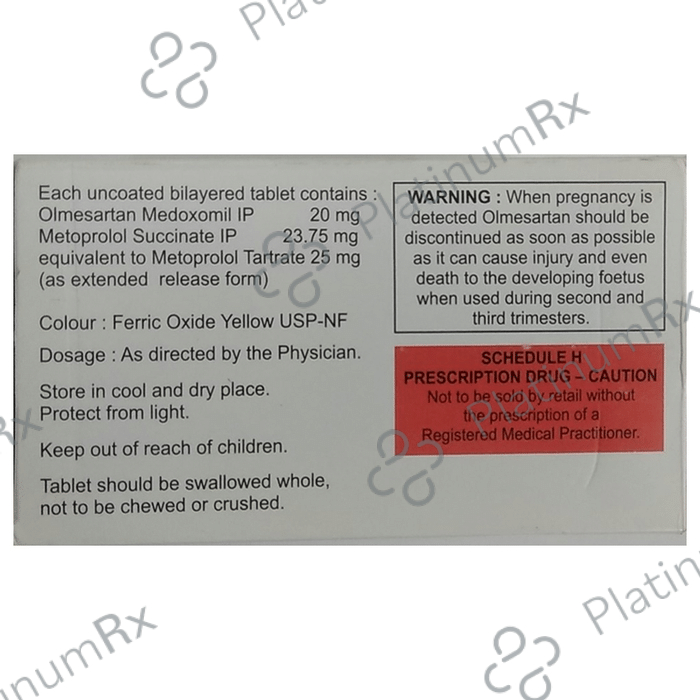 Each uncoated bilayered tablet contains :
Olmesartan Medoxomil IP 20 mg
Metoprolol Succinate IP 23.75 mg
equivalent to Metoprolol Tartrate 25 mg
(as extended release form)
Colour : Ferric Oxide Yellow USP-NF
Dosage : As directed by the Physician.
Store in cool and dry place.
Protect from light.
Keep out of reach of children.
Tablet should be swallowed whole,
not to be chewed or crushed.
WARNING : When pregnancy is
detected Olmesartan should be
discontinued as soon as possible
as it can cause injury and even
death to the developing foetus
when used during second and
third trimesters.
SCHEDULE H
PRESCRIPTION DRUG – CAUTION
Not to be sold by retail without
the prescription of a
Registered Medical Practitioner.
Plat
PlatinumRx
PlatinumRx
Rx
tinumRx
Platin